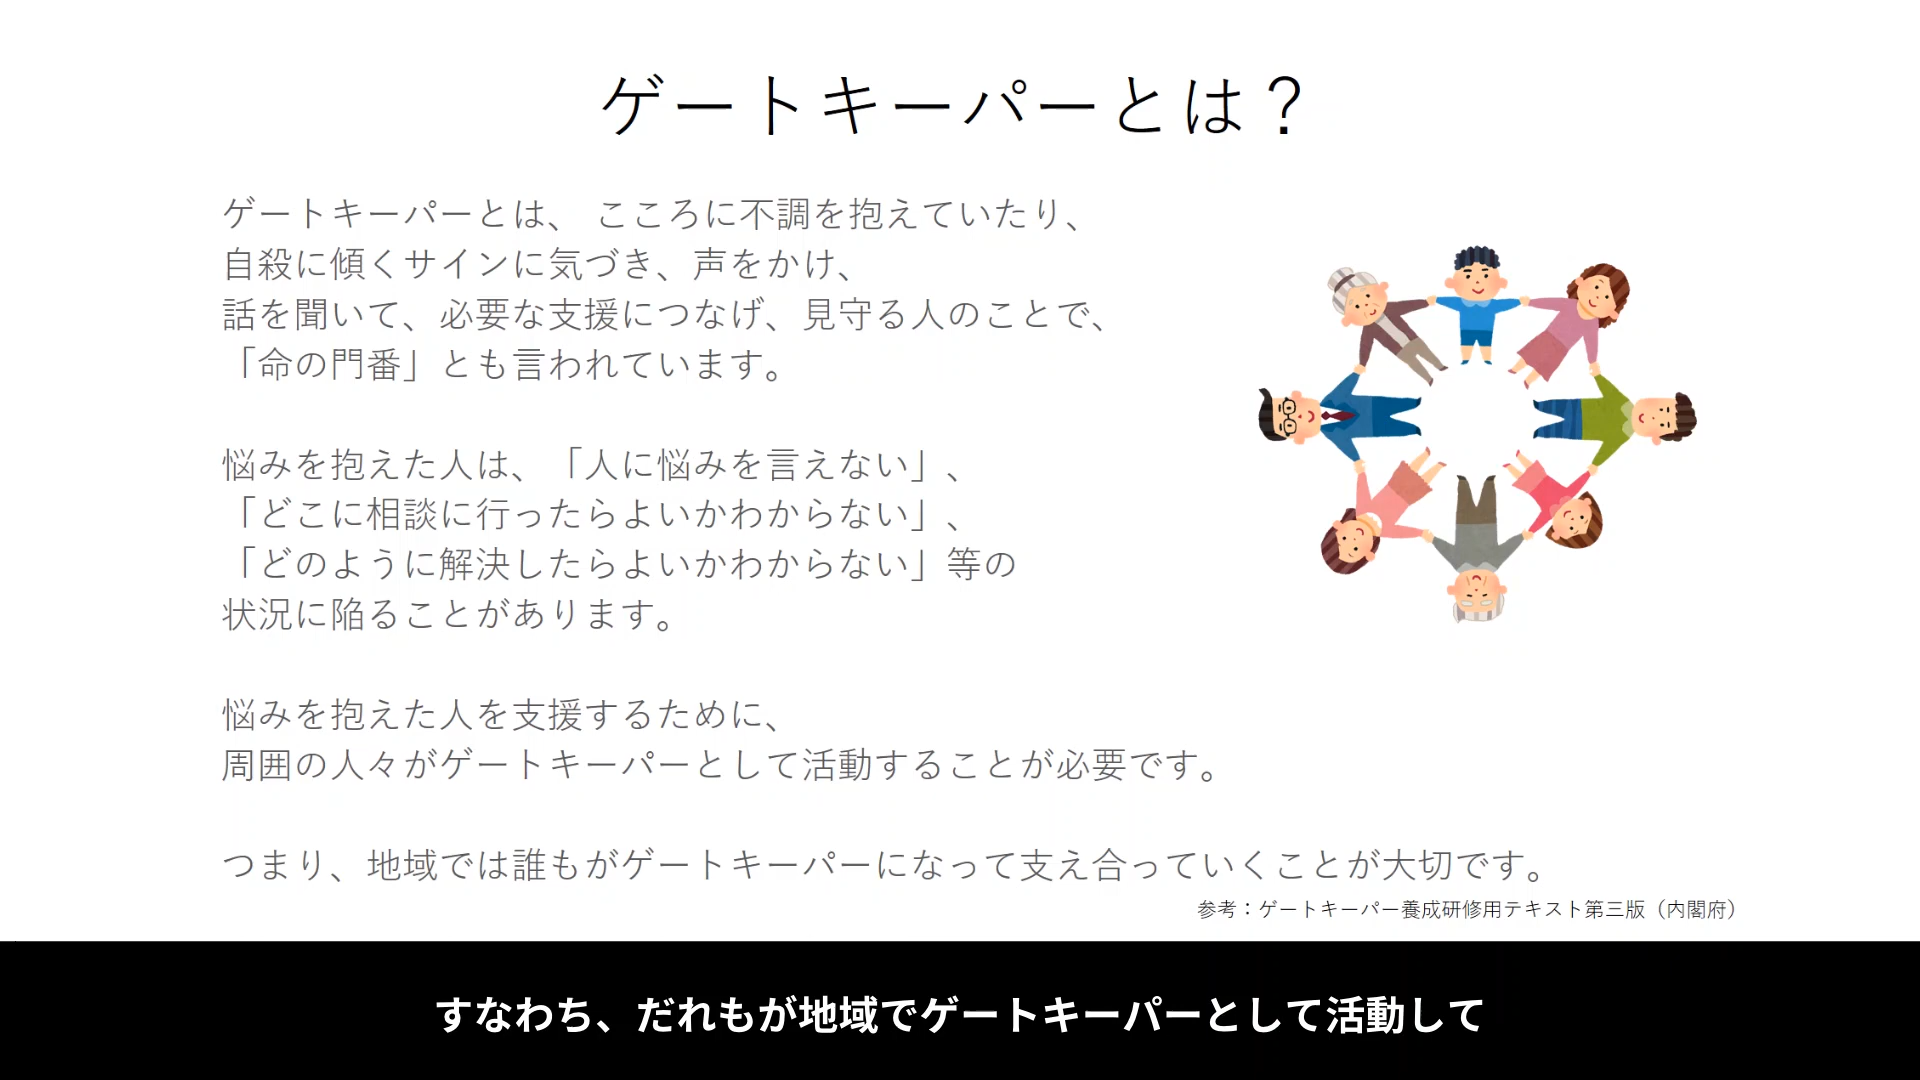 ゲートキーパーとは？
ゲートキーパーとは、 こころに不調を抱えていたり、
自殺に傾くサインに気づき、声をかけ、
話を聞いて、必要な支援につなげ、見守る人のことで、
「命の門番」とも言われています。
悩みを抱えた人は、「人に悩みを言えない」、
「どこに相談に行ったらよいかわからない」、
「どのように解決したらよいかわからない」等の
状況に陥ることがあります。
悩みを抱えた人を支援するために、
周囲の人々がゲートキーパーとして活動することが必要です。
つまり、地域では誰もがゲートキーパーになって支え合っていくことが大切です。
参考：ゲートキーパー養成研修用テキスト第三版（内閣府）
すなわち、だれもが地域でゲートキーパーとして活動して